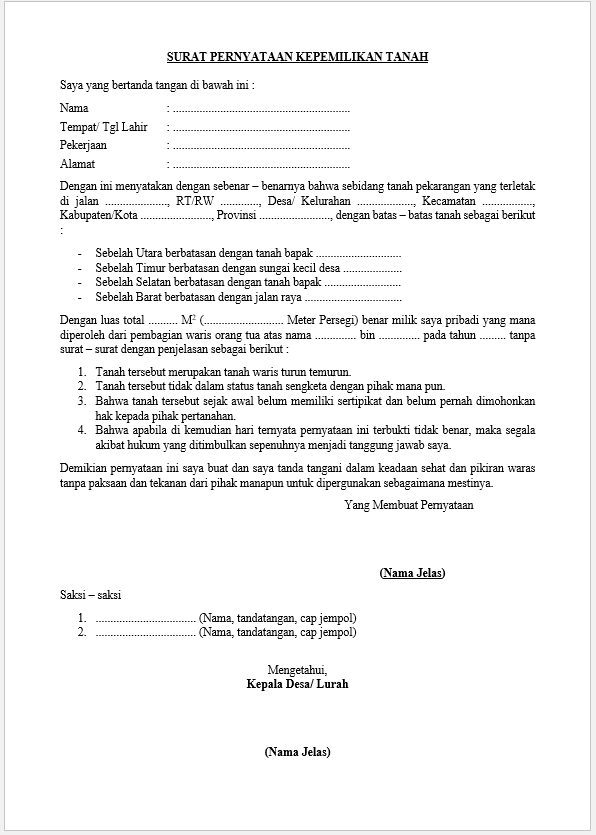 SURAT PERNYATAAN KEPEMILIKAN TANAH
Saya yang bertanda tangan di bawah ini :
Nama : ............................................................
Tempat/ Tgl Lahir : ............................................................
Pekerjaan : ............................................................
Alamat : ............................................................
Dengan ini menyatakan dengan sebenar – benarnya bahwa sebidang tanah pekarangan yang terletak
di jalan ....................., RT/RW ............., Desa/ Kelurahan ..................., Kecamatan .................,
Kabupaten/Kota ........................, Provinsi ........................, dengan batas – batas tanah sebagai berikut
:
- Sebelah Utara berbatasan dengan tanah bapak .............................
- Sebelah Timur berbatasan dengan sungai kecil desa ....................
- Sebelah Selatan berbatasan dengan tanah bapak ..........................
- Sebelah Barat berbatasan dengan jalan raya .................................
Dengan luas total .......... M² (........................... Meter Persegi) benar milik saya pribadi yang mana
diperoleh dari pembagian waris orang tua atas nama .............. bin .............. pada tahun ......... tanpa
surat – surat dengan penjelasan sebagai berikut :
1. Tanah tersebut merupakan tanah waris turun temurun.
2. Tanah tersebut tidak dalam status tanah sengketa dengan pihak mana pun.
3. Bahwa tanah tersebut sejak awal belum memiliki sertipikat dan belum pernah dimohonkan
hak kepada pihak pertanahan.
4. Bahwa apabila di kemudian hari ternyata pernyataan ini terbukti tidak benar, maka segala
akibat hukum yang ditimbulkan sepenuhnya menjadi tanggung jawab saya.
Demikian pernyataan ini saya buat dan saya tanda tangani dalam keadaan sehat dan pikiran waras
tanpa paksaan dan tekanan dari pihak manapun untuk dipergunakan sebagaimana mestinya.
Yang Membuat Pernyataan
(Nama Jelas)
Saksi – saksi
1. .................................. (Nama, tandatangan, cap jempol)
2. .................................. (Nama, tandatangan, cap jempol)
Mengetahui,
Kepala Desa/ Lurah
(Nama Jelas)